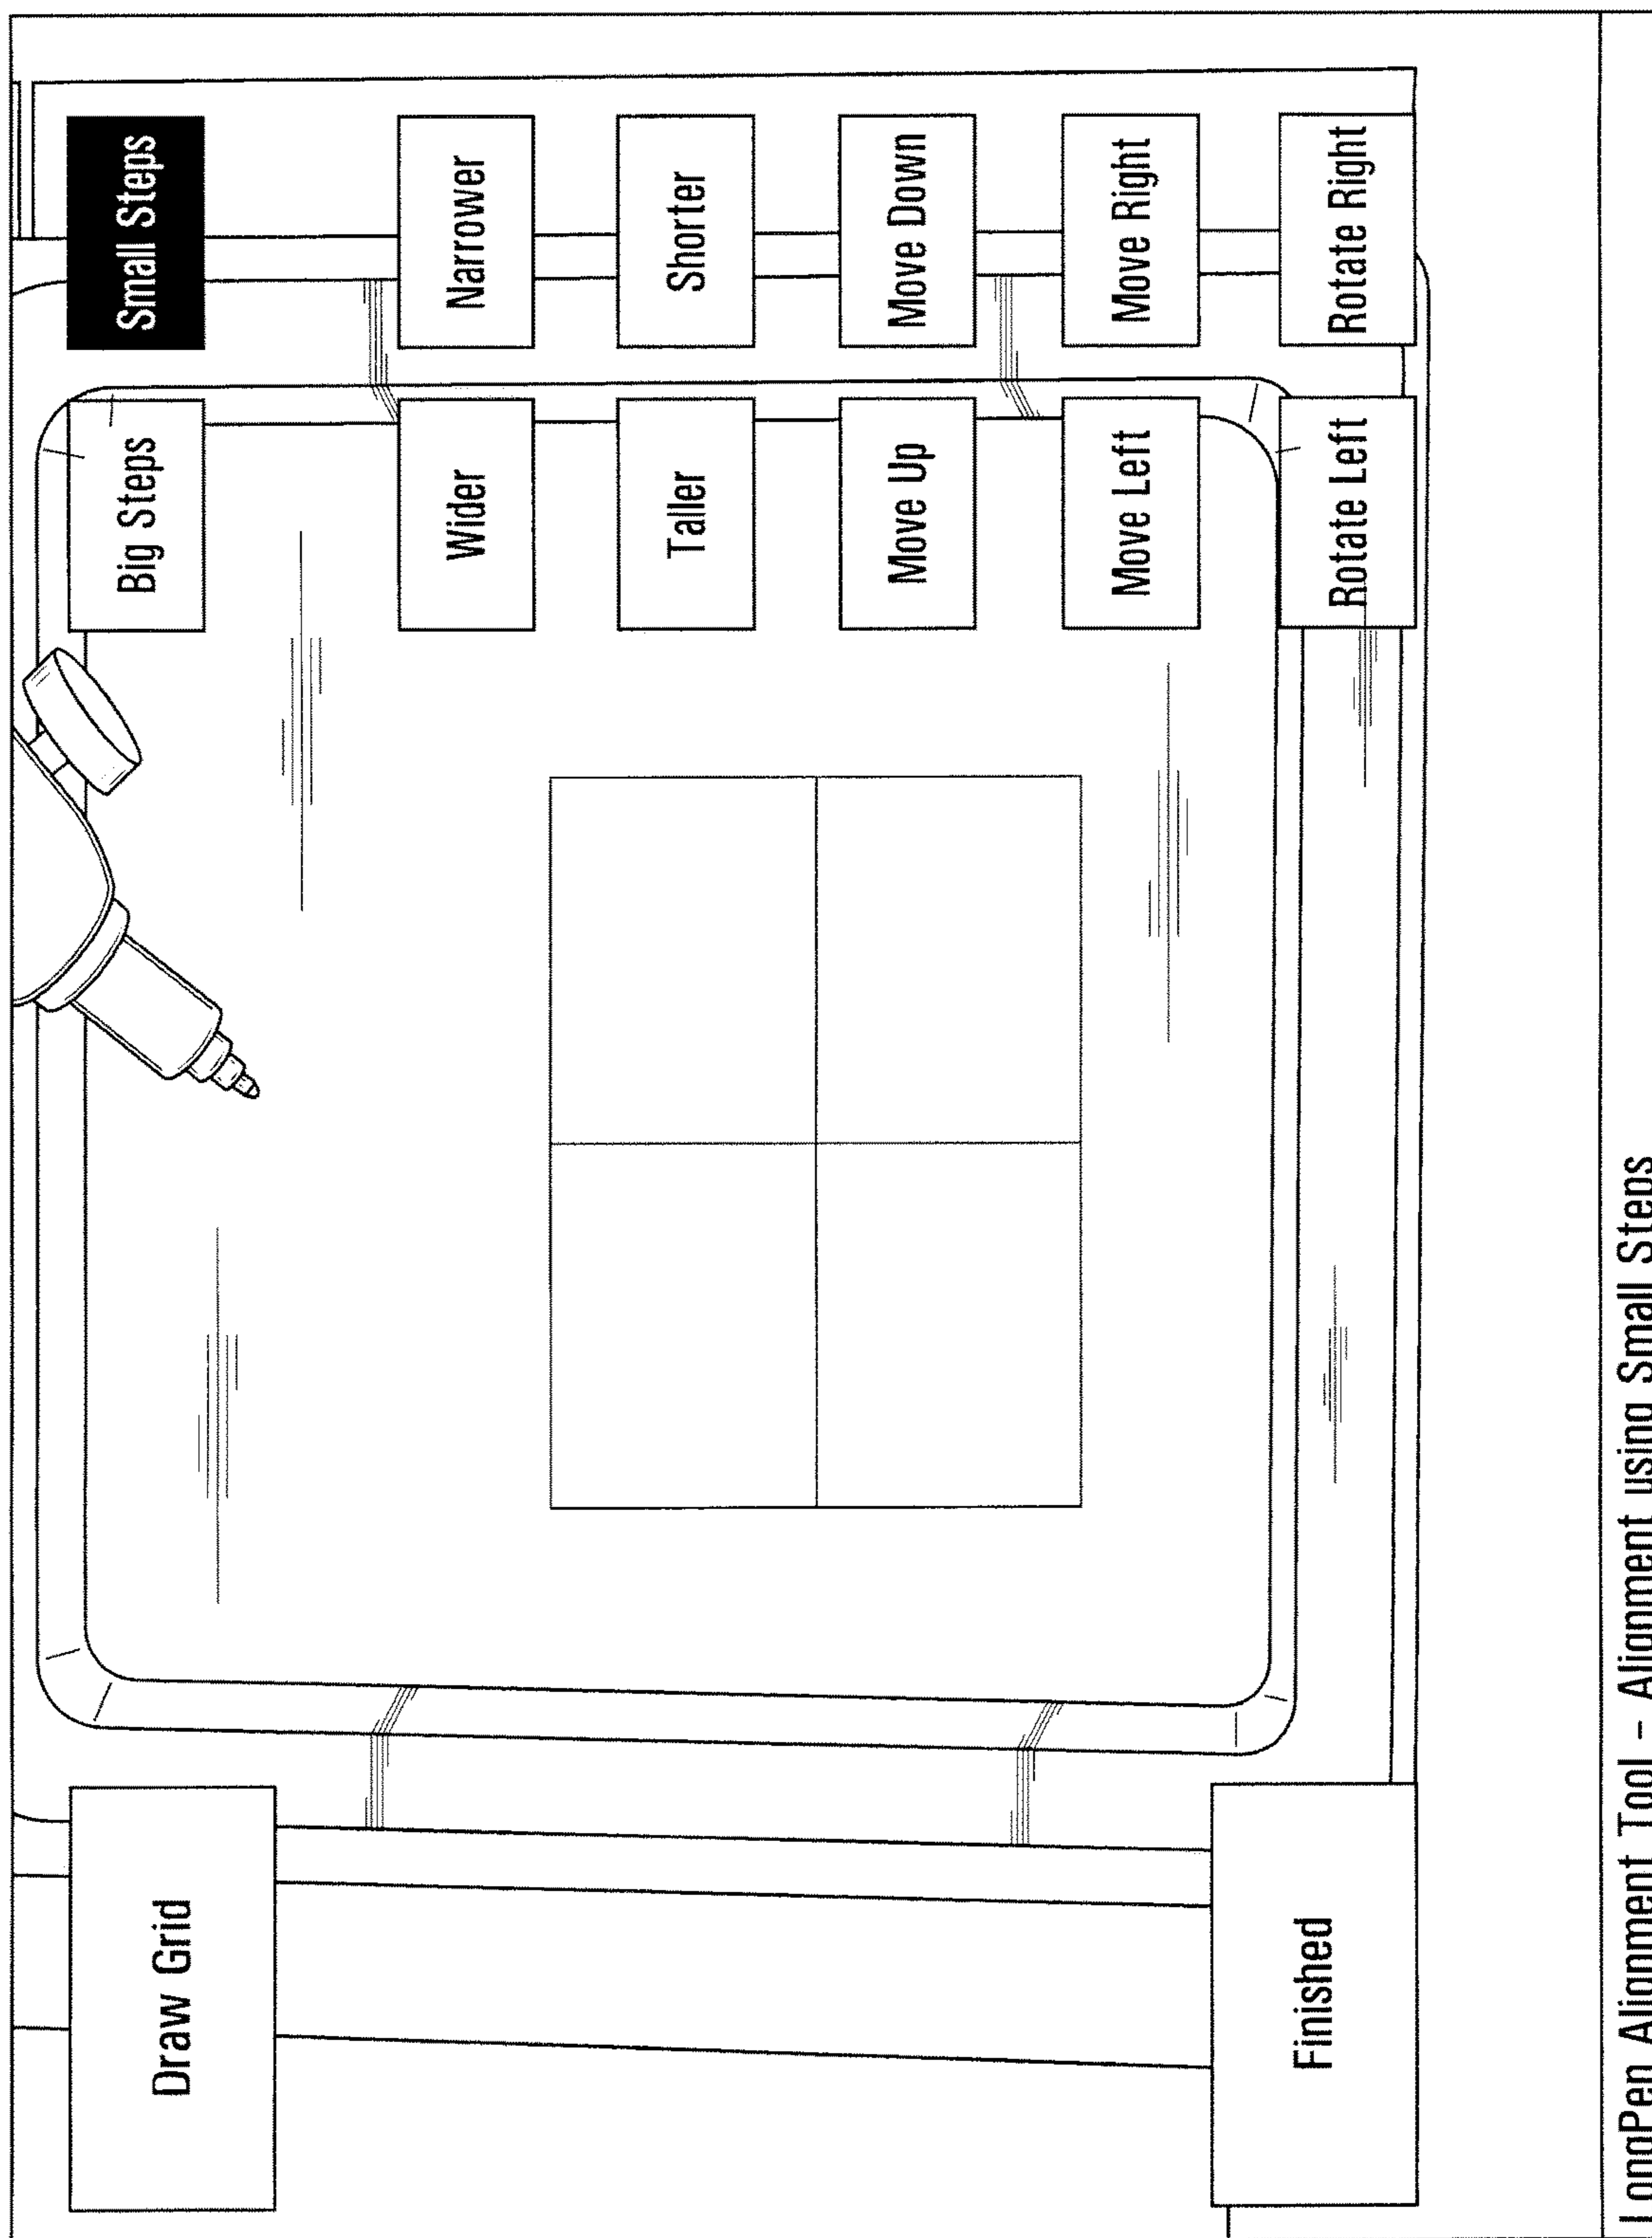 Draw Grid
Big Steps
Small Steps
Wider
Narrower
Taller
Shorter
Move Up
Move Down
Move Left
Move Right
Finished
Rotate Left
Rotate Right
LongPen Alignment Tool – Alignment using Small Steps